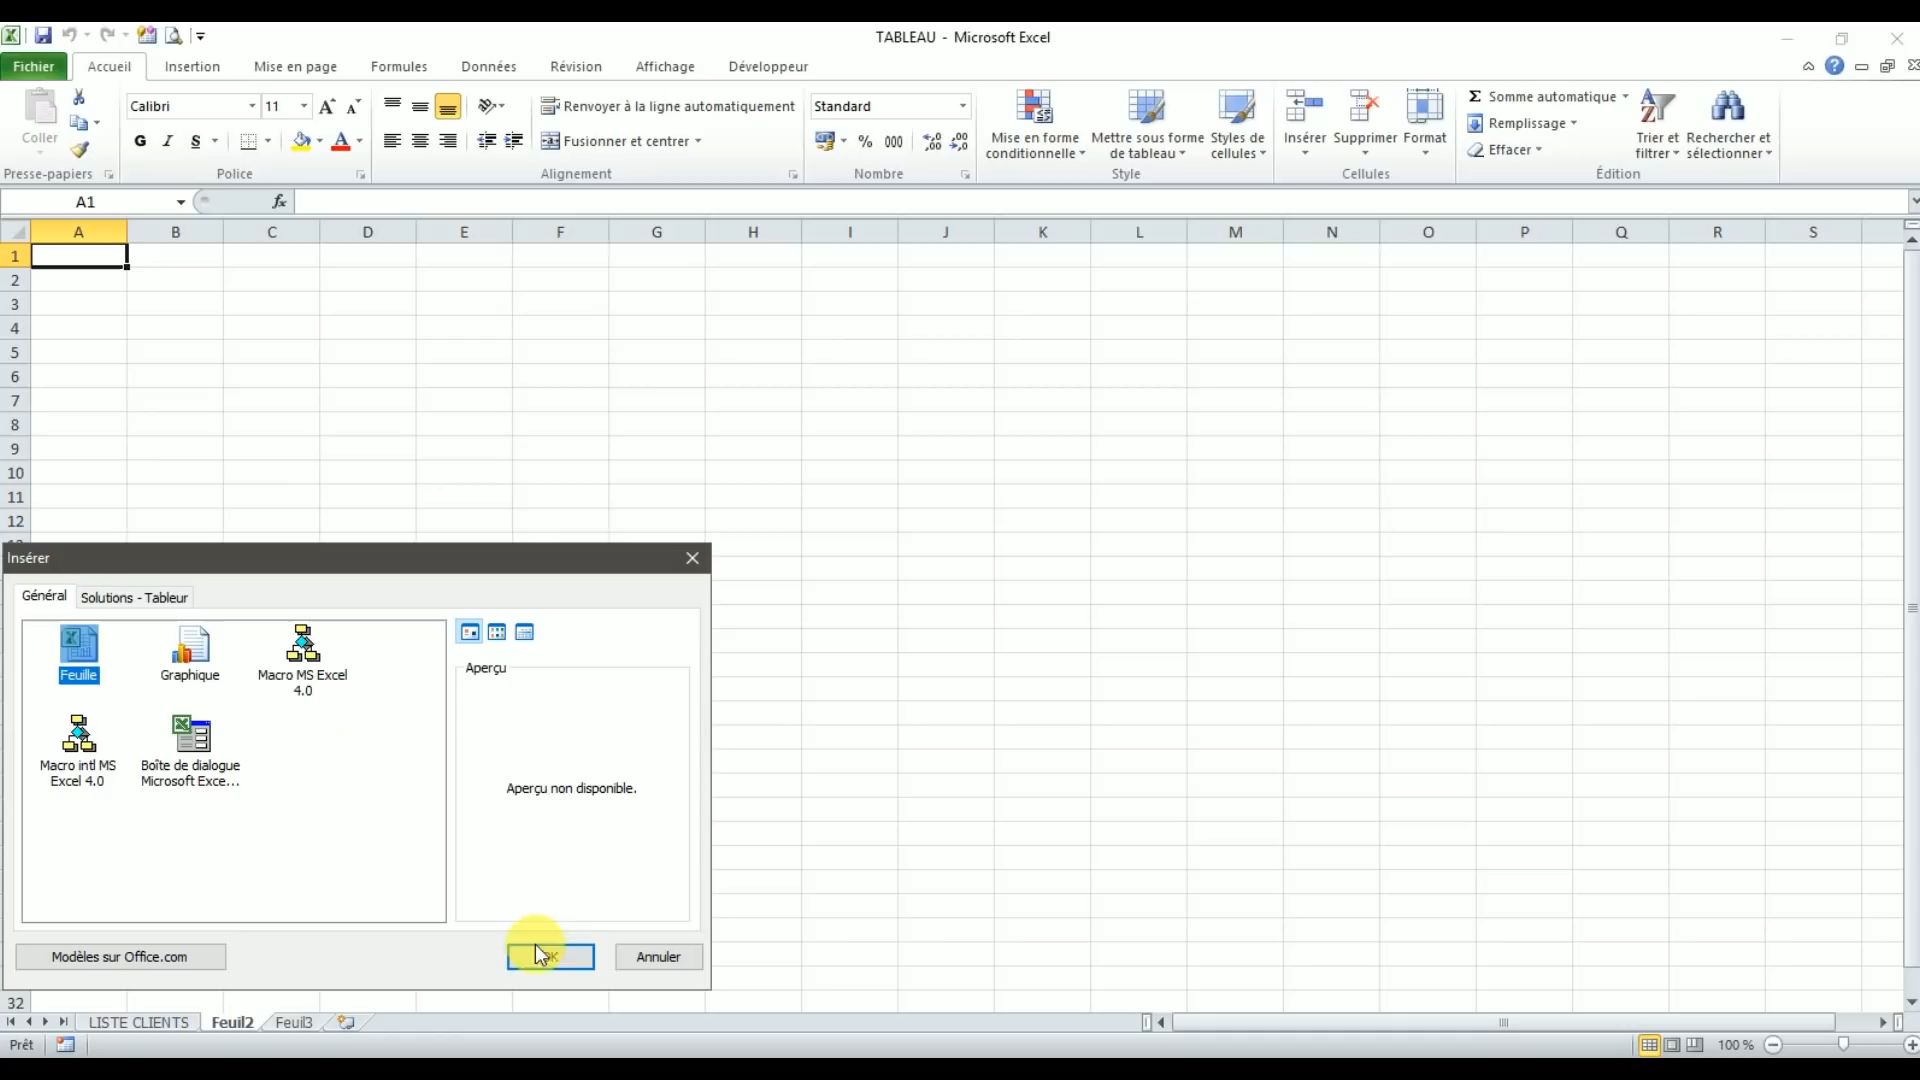 TABLEAU - Microsoft Excel
Fichier Accueil Insertion Mise en page Formules Données Révision Affichage Développeur
Coller
Presse-papiers
Calibri 11
G I S
Police
Renvoyer à la ligne automatiquement
Fusionner et centrer
Alignement
Standard
% 000
Nombre
Mise en forme conditionnelle
Mettre sous forme de tableau
Styles de cellules
Style
Insérer Supprimer Format
Cellules
Σ Somme automatique
Remplissage
Effacer
Trier et filtrer
Rechercher et sélectionner
Édition
A1 fx
A B C D E F G H I J K L M N O P Q R S
1
2
3
4
5
6
7
8
9
10
11
12
Insérer
Général Solutions - Tableur
Feuille
Graphique
Macro MS Excel
4.0
Macro intl MS
Excel 4.0
Boîte de dialogue
Microsoft Exce...
Aperçu
Aperçu non disponible.
Modèles sur Office.com Annuler
32
LISTE CLIENTS Feuil2 Feuil3
Prêt 100 %